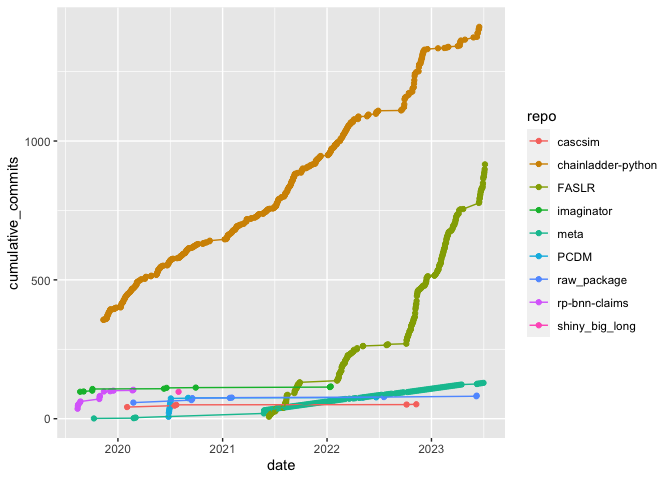 1000
500
0
cumulative_commits
2020
2021
2022
2023
date
repo
cascsim
chainladder-python
FASLR
imaginator
meta
PCDM
raw_package
rp-bnn-claims
shiny_big_long